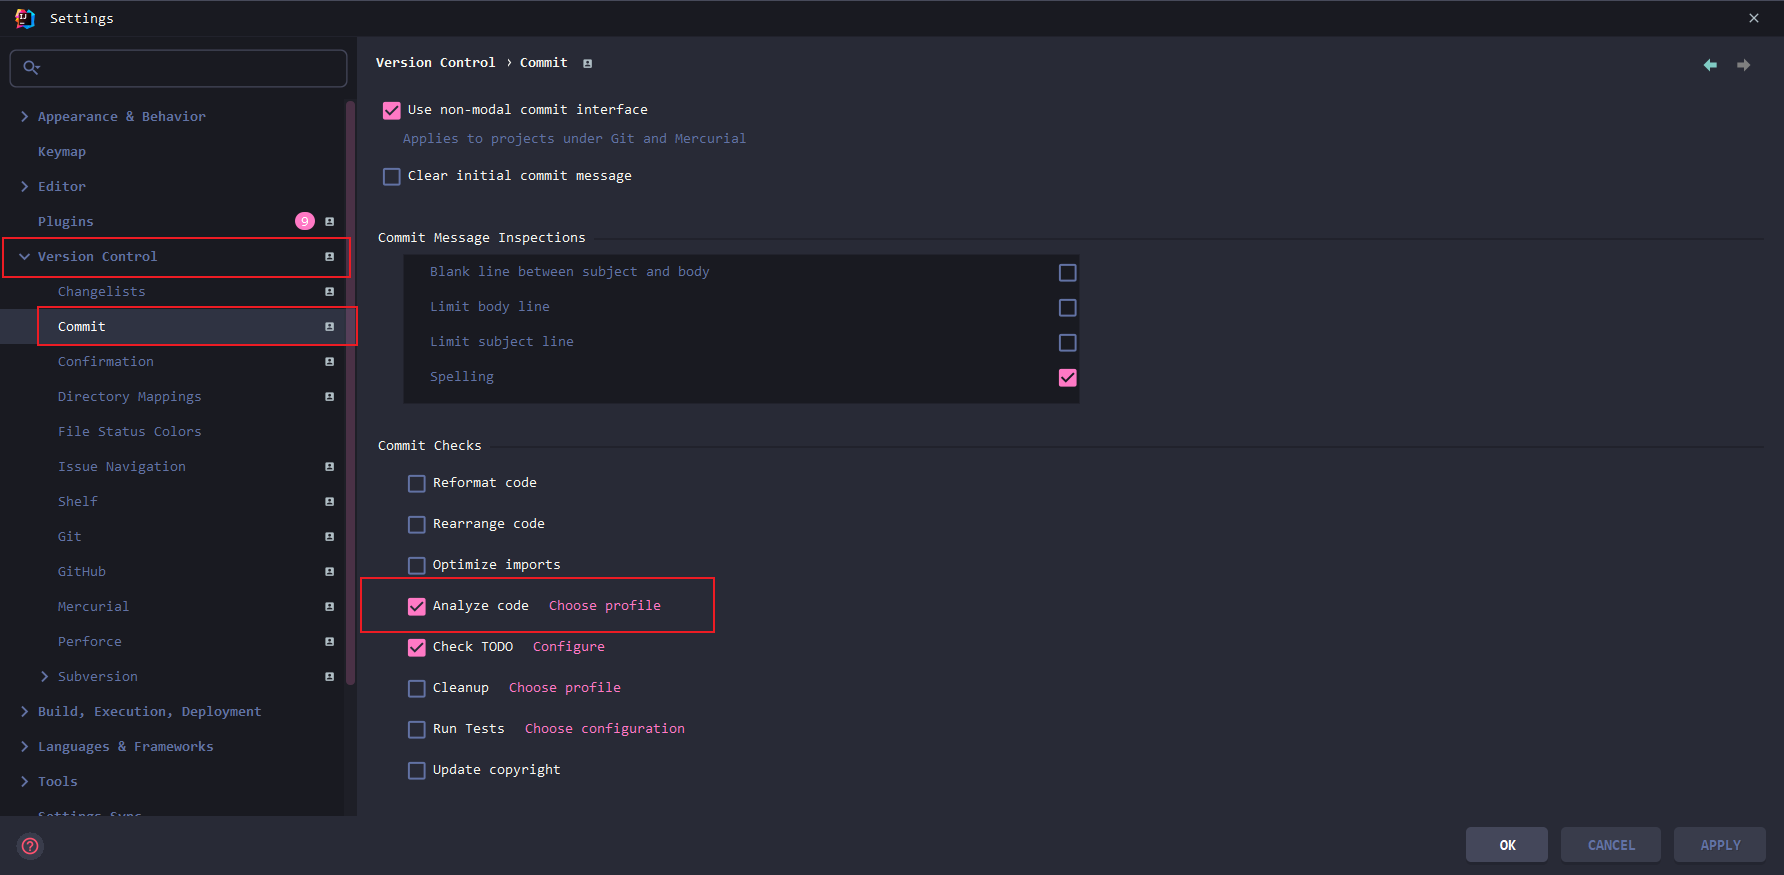 Settings
Appearance & Behavior
Keymap
Editor
Plugins 9
Version Control
Changelists
Commit
Confirmation
Directory Mappings
File Status Colors
Issue Navigation
Shelf
Git
GitHub
Mercurial
Perforce
Subversion
Build, Execution, Deployment
Languages & Frameworks
Tools
Settings Sync
Version Control › Commit
Use non-modal commit interface
Applies to projects under Git and Mercurial
Clear initial commit message
Commit Message Inspections
Blank line between subject and body
Limit body line
Limit subject line
Spelling
Commit Checks
Reformat code
Rearrange code
Optimize imports
Analyze code Choose profile
Check TODO Configure
Cleanup Choose profile
Run Tests Choose configuration
Update copyright
?
OK CANCEL APPLY